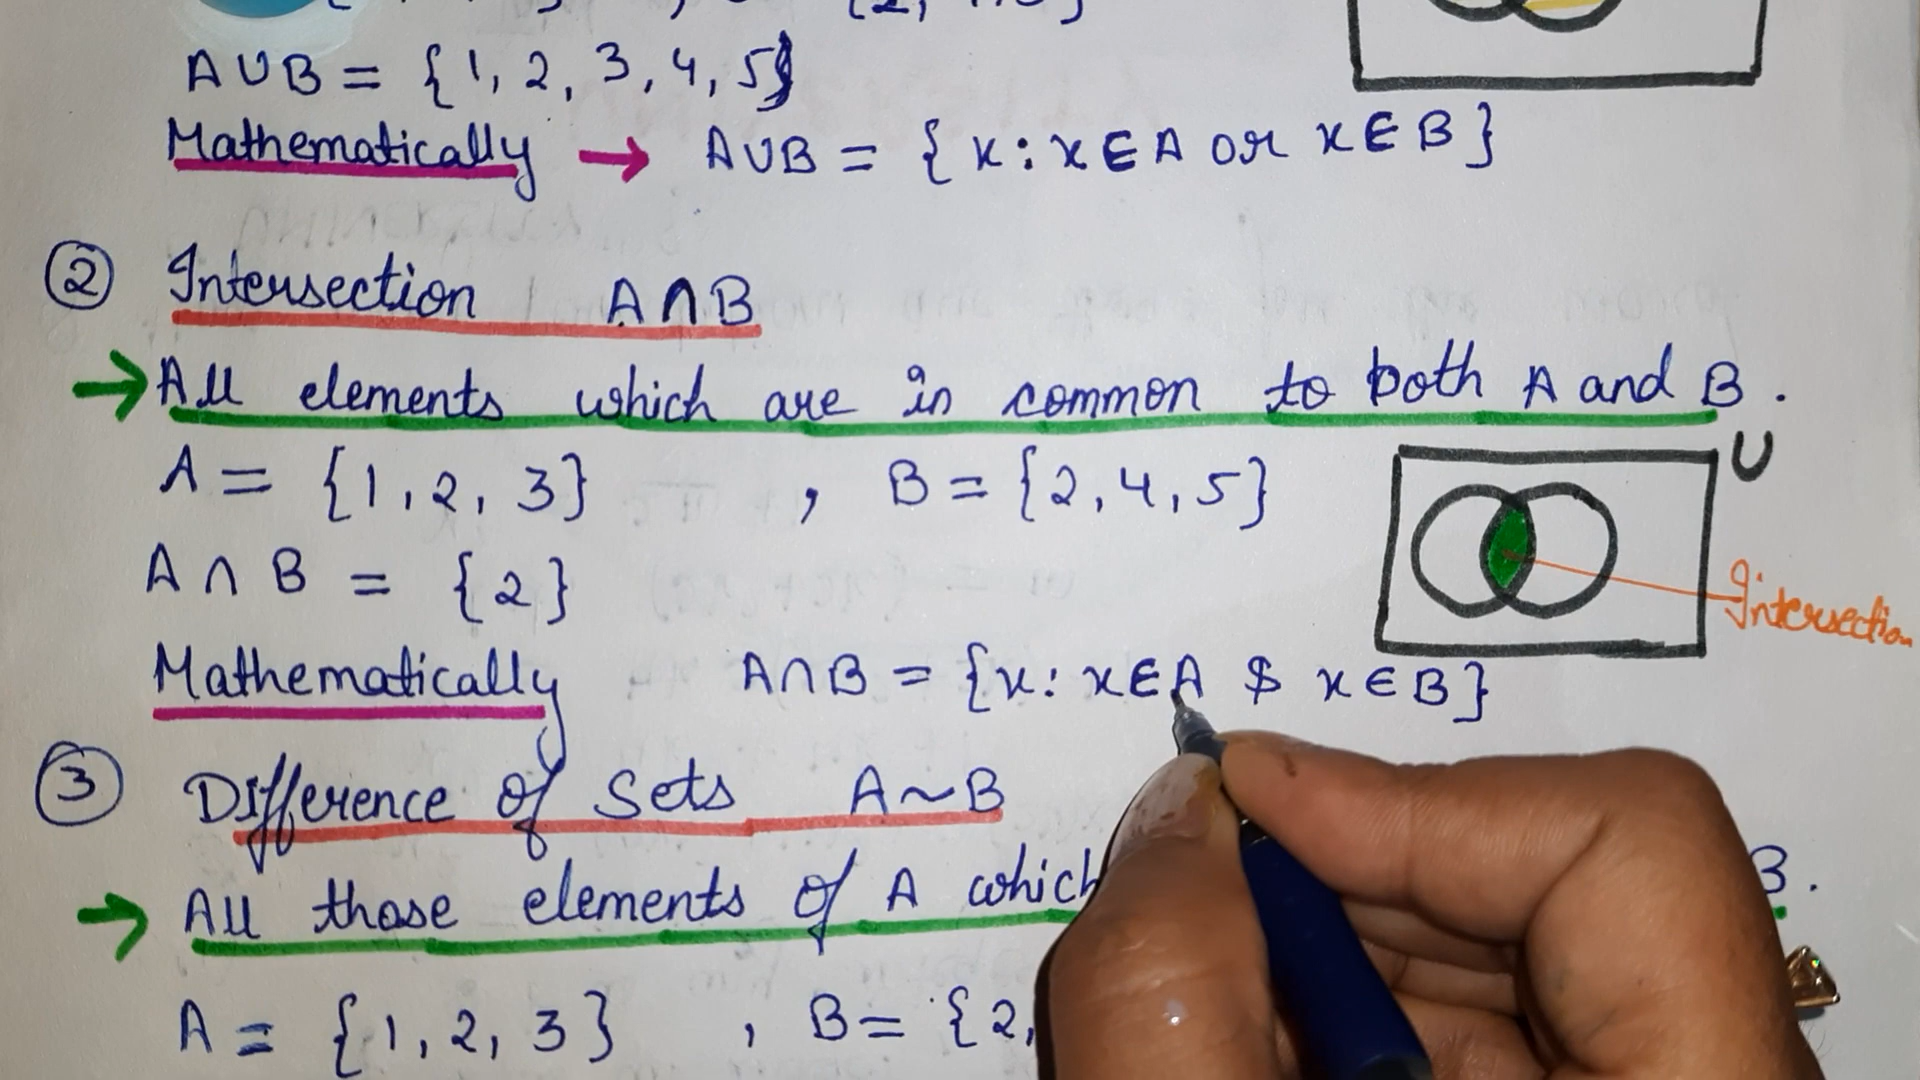 A∪B = {1, 2, 3, 4, 5}
Mathematically → A∪B = {x : x∈A or x∈B}
② Intersection A∩B
→ All elements which are in common to both A and B.
A = {1, 2, 3} , B = {2, 4, 5}
U
A∩B = {2}
Intersection
Mathematically A∩B = {x : x∈A $ x∈B}
③ Difference of Sets A~B
→ All those elements of A which B.
A = {1, 2, 3} , B = {2,